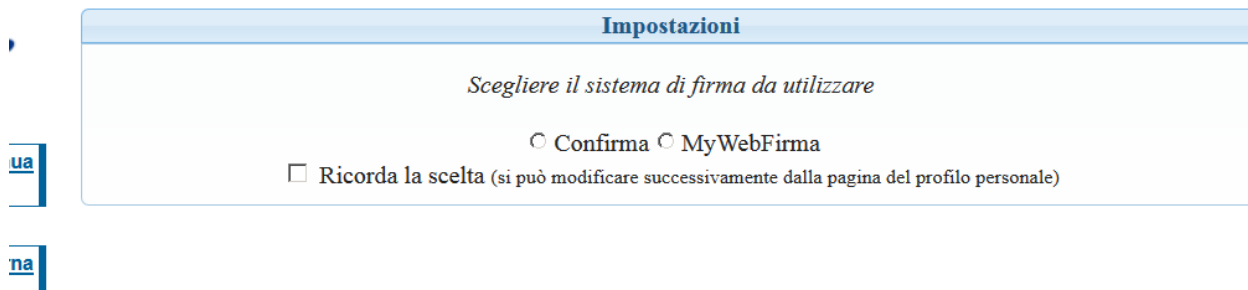 Impostazioni
Scegliere il sistema di firma da utilizzare
Confirma MyWebFirma
Ricorda la scelta (si può modificare successivamente dalla pagina del profilo personale)